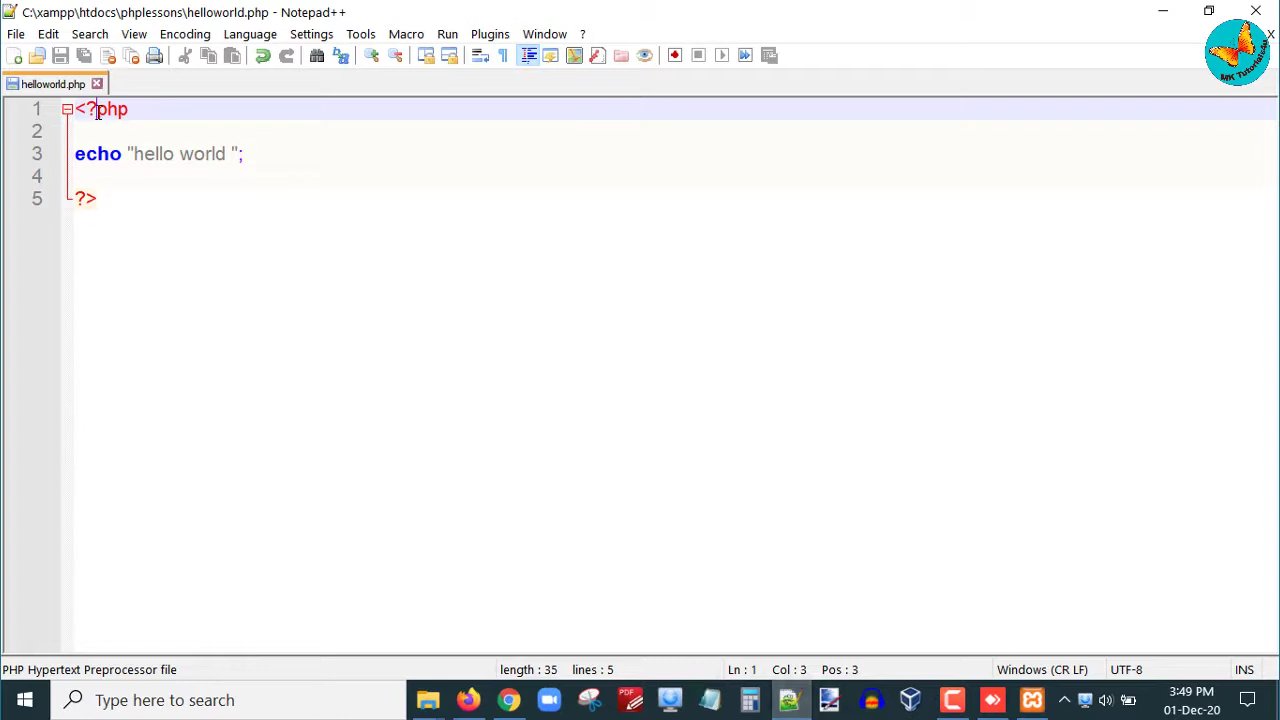 C:\xampp\htdocs\phplessons\helloworld.php - Notepad++
File Edit Search View Encoding Language Settings Tools Macro Run Plugins Window ?
MK Tutorial
helloworld.php
1 <?php
2
3 echo "hello world ";
4
5 ?>
PHP Hypertext Preprocessor file length : 35 lines : 5 Ln : 1 Col : 3 Pos : 3 Windows (CR LF) UTF-8 INS
Type here to search
PDF
3:49 PM
01-Dec-20